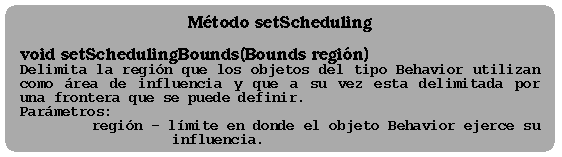 Método setScheduling
void setSchedulingBounds(Bounds región)
Delimita la región que los objetos del tipo Behavior utilizan
como área de influencia y que a su vez esta delimitada por
una frontera que se puede definir.
Parámetros:
región – límite en donde el objeto Behavior ejerce su
influencia.